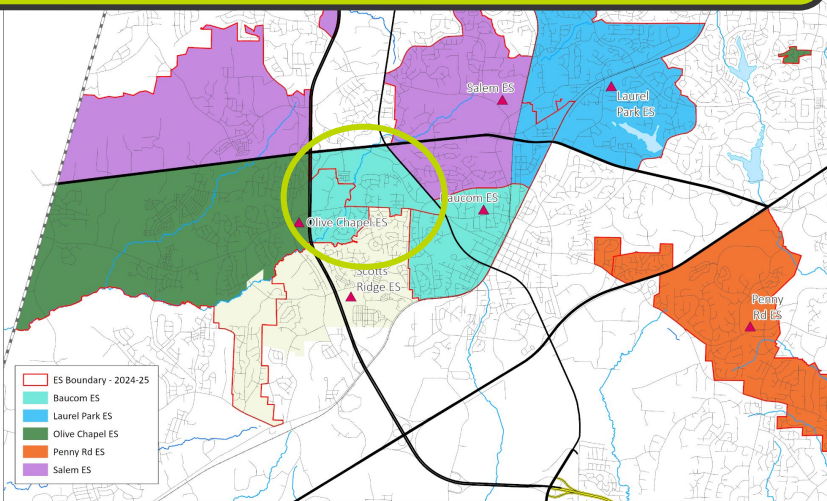 Salem ES
Laurel
Park ES
Baucom ES
Olive Chapel ES
Scotts
Ridge ES
Penny
Rd ES
ES Boundary - 2024-25
Baucom ES
Laurel Park ES
Olive Chapel ES
Penny Rd ES
Salem ES